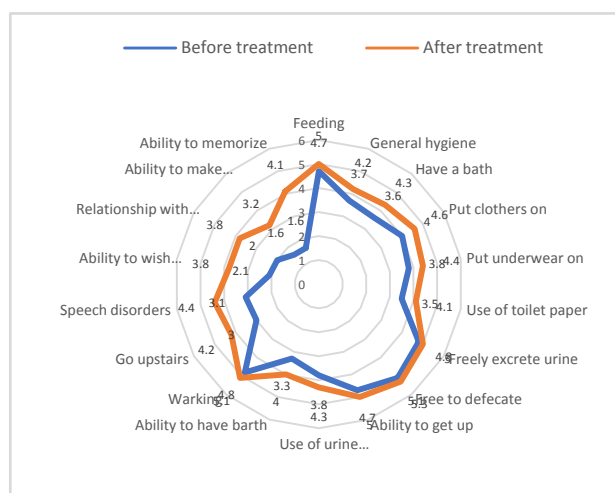 Before treatment After treatment
Feeding
5
Ability to memorize 6 4.7 General hygiene
Ability to make… 4.1 5 4.2 Have a bath
3.7 4.3
Relationship with… 3.2 4 3.6 Put clothers on
3.8 3 1.6 4 4.6
1.6 2
Ability to wish… 3.8 2 3.8 4.4 Put underwear on
2.1 1
0
Speech disorders 4.4 3.1 3.5 4.1 Use of toilet paper
3
Go upstairs 4.2 Freely excrete urine
3.3
Warking 4.8 Free to defecate
4 3.8 4.7
Ability to have barth 4.3 5 Ability to get up
Use of urine…